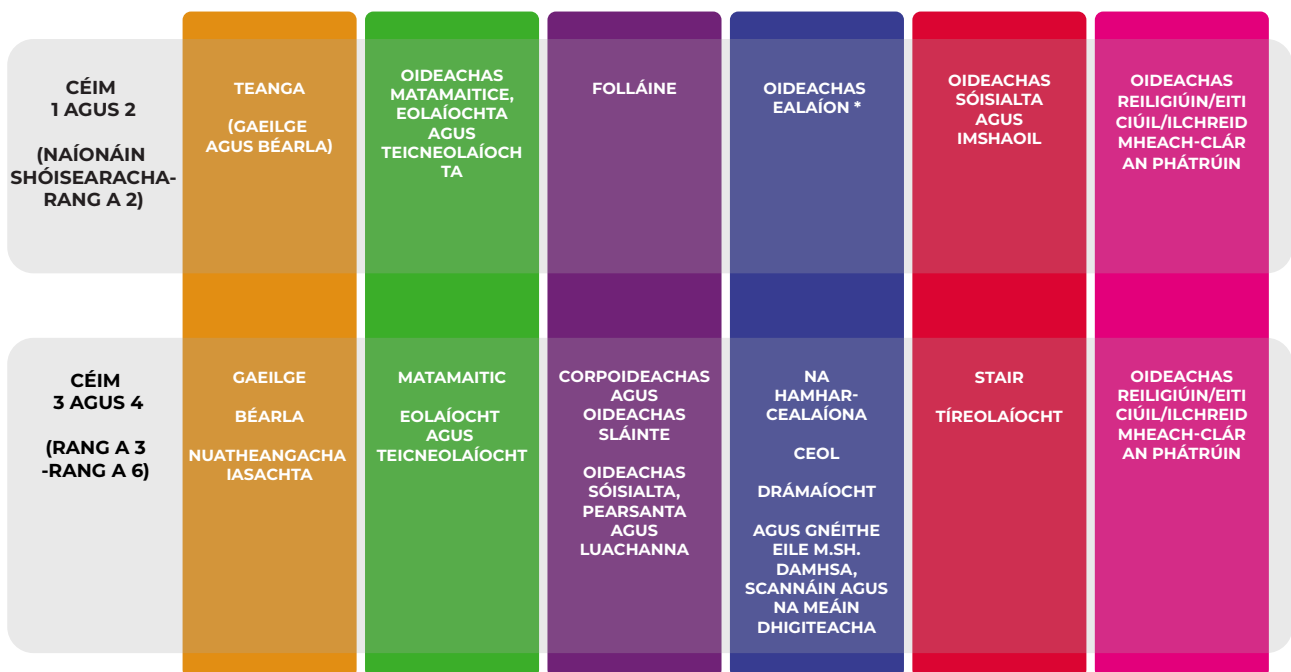 CÉIM
1 AGUS 2
(NAÍONÁIN
SHÓISEARACHA-
RANG A 2)
TEANGA
(GAEILGE
AGUS BÉARLA)
OIDEACHAS
MATAMAITICE,
EOLAÍOCHTA
AGUS
TEICNEOLAÍOCH
TA
FOLLÁINE
OIDEACHAS
EALAÍON *
OIDEACHAS
SÓISIALTA
AGUS
IMSHAOIL
OIDEACHAS
REILIGIÚIN/EITI
CIÚIL/ILCHREID
MHEACH-CLÁR
AN PHÁTRÚIN
CÉIM
3 AGUS 4
(RANG A 3
-RANG A 6)
GAEILGE
BÉARLA
NUATHEANGACHA
IASACHTA
MATAMAITIC
EOLAÍOCHT
AGUS
TEICNEOLAÍOCHT
CORPOIDEACHAS
AGUS
OIDEACHAS
SLÁINTE
OIDEACHAS
SÓISIALTA,
PEARSANTA
AGUS
LUACHANNA
NA
HAMHAR-
CEALAÍONA
CEOL
DRÁMAÍOCHT
AGUS GNÉITHE
EILE M.SH.
DAMHSA,
SCANNÁIN AGUS
NA MEÁIN
DHIGITEACHA
STAIR
TÍREOLAÍOCHT
OIDEACHAS
REILIGIÚIN/EITI
CIÚIL/ILCHREID
MHEACH-CLÁR
AN PHÁTRÚIN